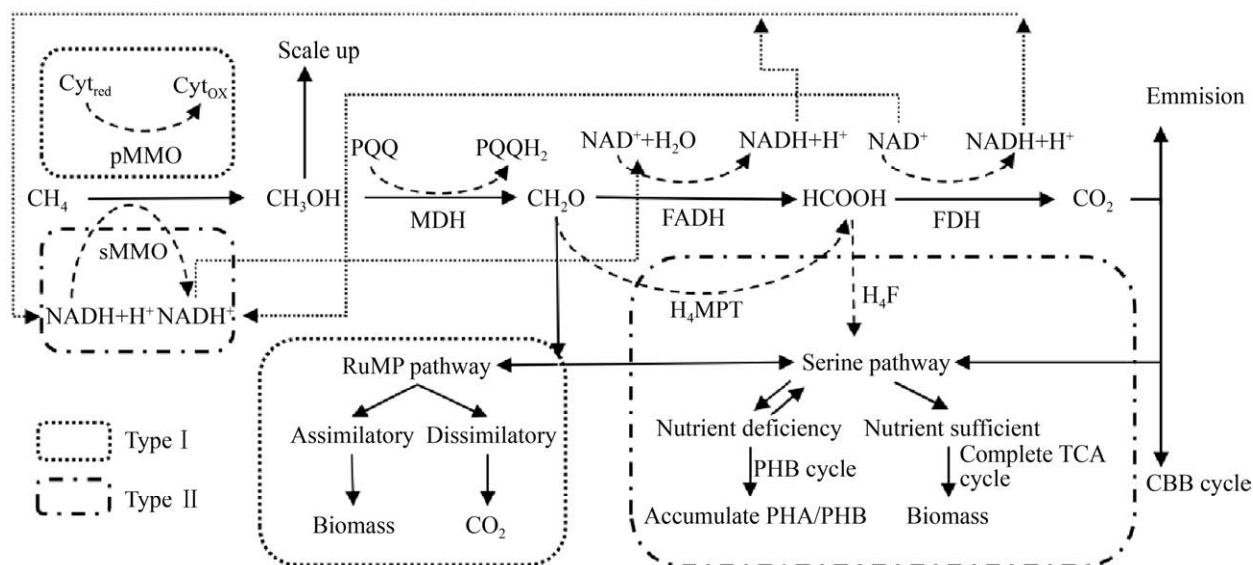 Scale up
Cyt_red
Cyt_OX
pMMO
Emmision
PQQ
PQQH₂
NAD⁺+H₂O
NADH+H⁺
NAD⁺
NADH+H⁺
CH₄
CH₃OH
MDH
CH₂O
FADH
HCOOH
FDH
CO₂
sMMO
NADH+H⁺
NADH⁺
H₄MPT
H₄F
RuMP pathway
Serine pathway
Assimilatory
Dissimilatory
Nutrient deficiency
Nutrient sufficient
PHB cycle
Complete TCA
cycle
CBB cycle
Biomass
CO₂
Accumulate PHA/PHB
Biomass
Type Ⅰ
Type Ⅱ